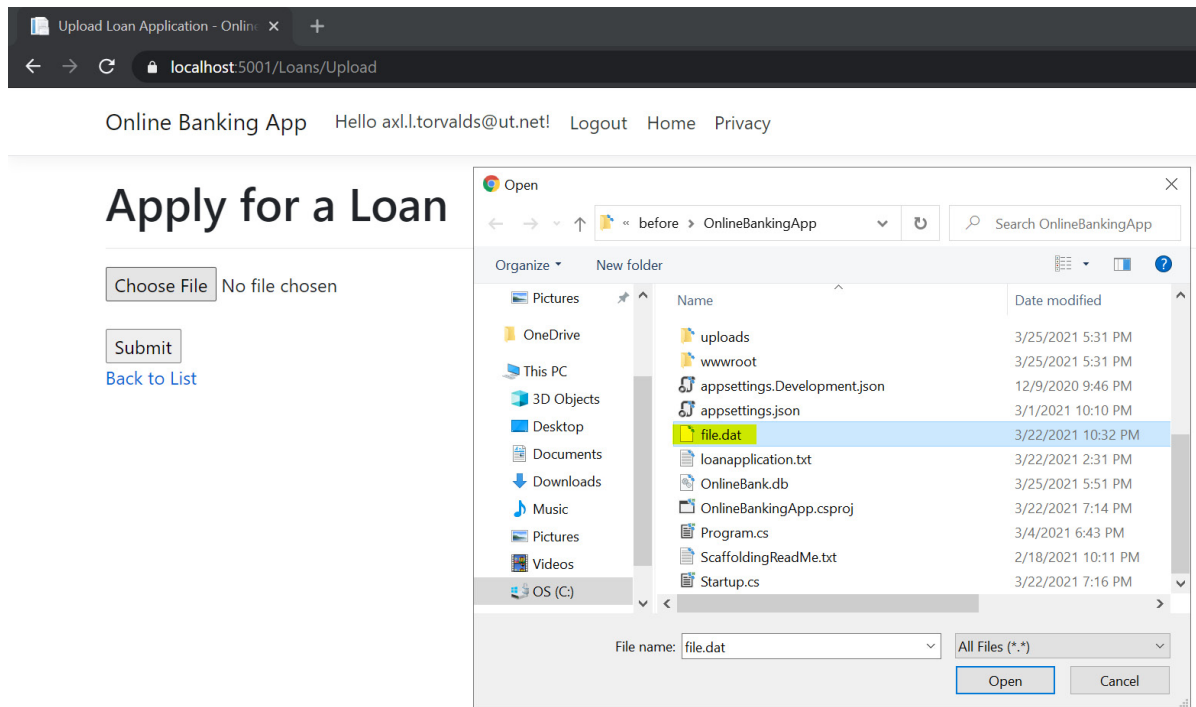 Upload Loan Application - Online
localhost:5001/Loans/Upload
Online Banking App Hello axl.l.torvalds@ut.net! Logout Home Privacy
Apply for a Loan
Choose File No file chosen
Submit
Back to List
Open
« before › OnlineBankingApp
Search OnlineBankingApp
Organize New folder
Pictures
OneDrive
This PC
3D Objects
Desktop
Documents
Downloads
Music
Pictures
Videos
OS (C:)
Name Date modified
uploads 3/25/2021 5:31 PM
wwwroot 3/25/2021 5:31 PM
appsettings.Development.json 12/9/2020 9:46 PM
appsettings.json 3/1/2021 10:10 PM
file.dat 3/22/2021 10:32 PM
loanapplication.txt 3/22/2021 2:31 PM
OnlineBank.db 3/25/2021 5:51 PM
OnlineBankingApp.csproj 3/22/2021 7:14 PM
Program.cs 3/4/2021 6:43 PM
ScaffoldingReadMe.txt 2/18/2021 10:11 PM
Startup.cs 3/22/2021 7:16 PM
File name: file.dat All Files (*.*)
Open Cancel